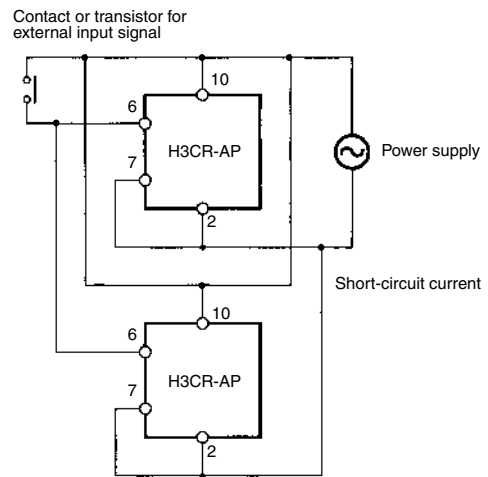 Contact or transistor for
external input signal
10
6
H3CR-AP
7
2
Power supply
Short-circuit current
10
6
H3CR-AP
7
2